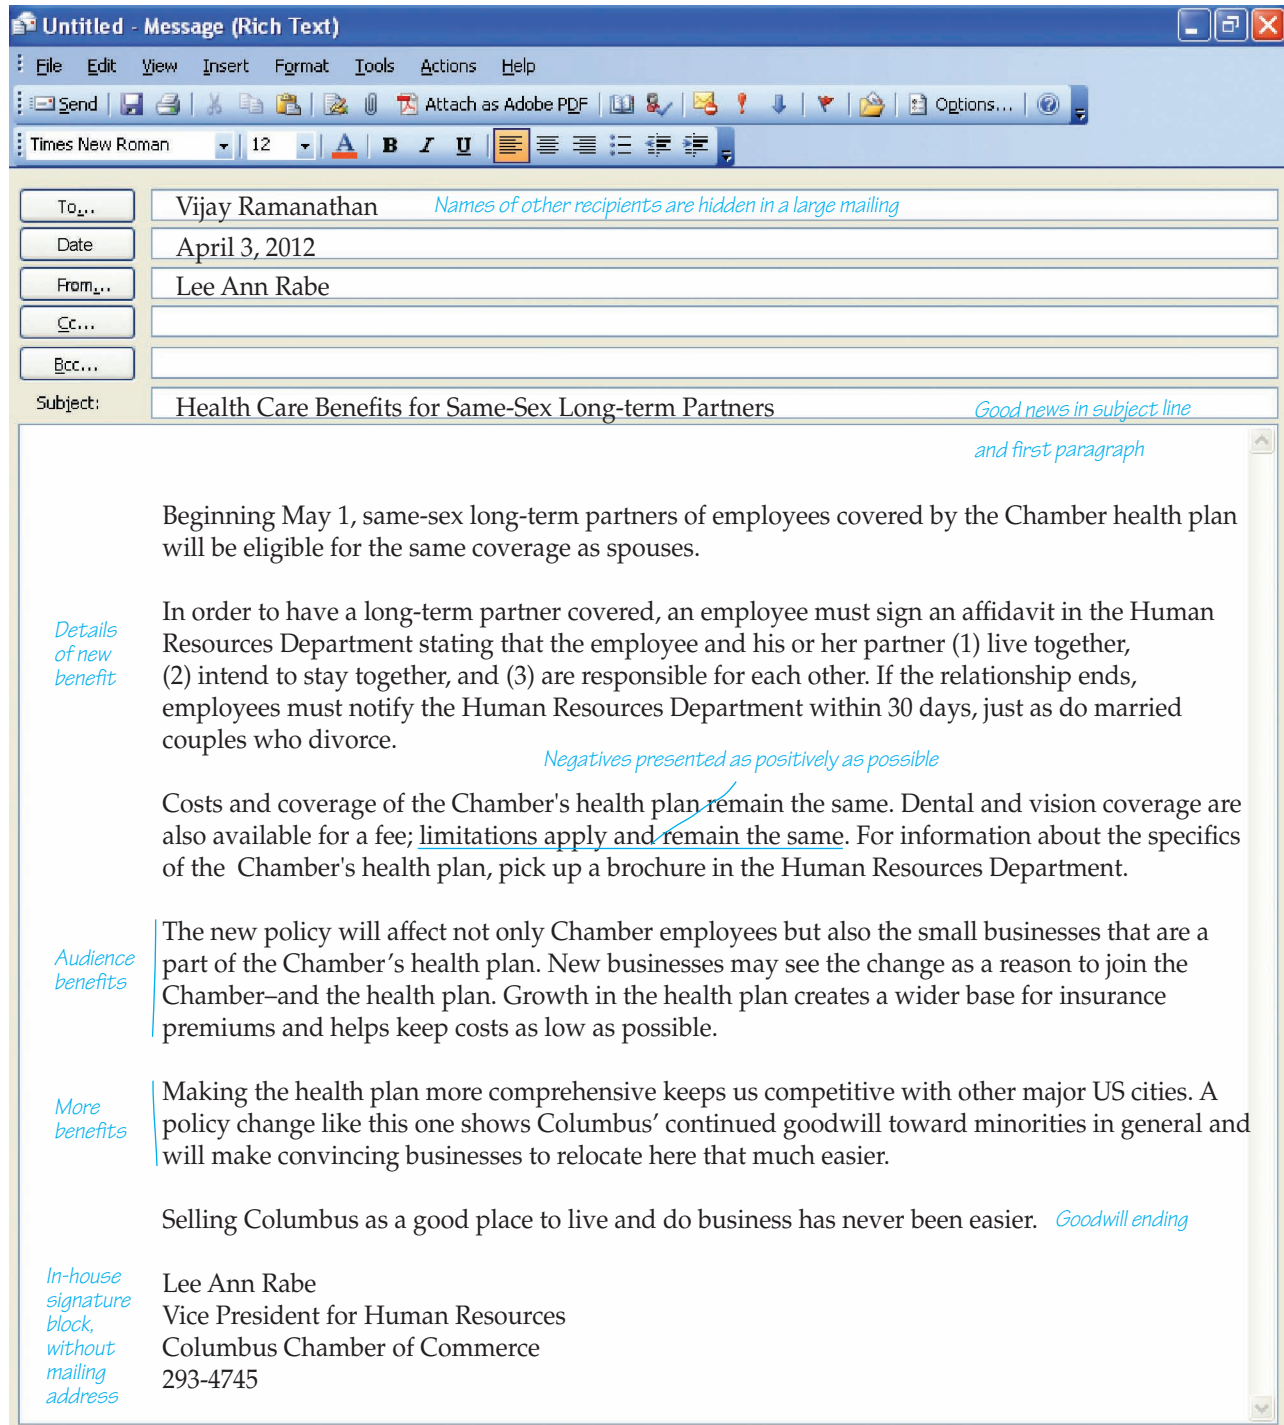 Untitled - Message (Rich Text)
File Edit View Insert Format Tools Actions Help
Send Attach as Adobe PDF Options...
Times New Roman 12 A B I U
To... Vijay Ramanathan Names of other recipients are hidden in a large mailing
Date April 3, 2012
From... Lee Ann Rabe
Cc...
Bcc...
Subject: Health Care Benefits for Same-Sex Long-term Partners Good news in subject line
and first paragraph
Beginning May 1, same-sex long-term partners of employees covered by the Chamber health plan
will be eligible for the same coverage as spouses.
Details
of new
benefit
In order to have a long-term partner covered, an employee must sign an affidavit in the Human
Resources Department stating that the employee and his or her partner (1) live together,
(2) intend to stay together, and (3) are responsible for each other. If the relationship ends,
employees must notify the Human Resources Department within 30 days, just as do married
couples who divorce.
Negatives presented as positively as possible
Costs and coverage of the Chamber's health plan remain the same. Dental and vision coverage are
also available for a fee; limitations apply and remain the same. For information about the specifics
of the Chamber's health plan, pick up a brochure in the Human Resources Department.
Audience
benefits
The new policy will affect not only Chamber employees but also the small businesses that are a
part of the Chamber's health plan. New businesses may see the change as a reason to join the
Chamber–and the health plan. Growth in the health plan creates a wider base for insurance
premiums and helps keep costs as low as possible.
More
benefits
Making the health plan more comprehensive keeps us competitive with other major US cities. A
policy change like this one shows Columbus' continued goodwill toward minorities in general and
will make convincing businesses to relocate here that much easier.
Selling Columbus as a good place to live and do business has never been easier. Goodwill ending
In-house
signature
block,
without
mailing
address
Lee Ann Rabe
Vice President for Human Resources
Columbus Chamber of Commerce
293-4745